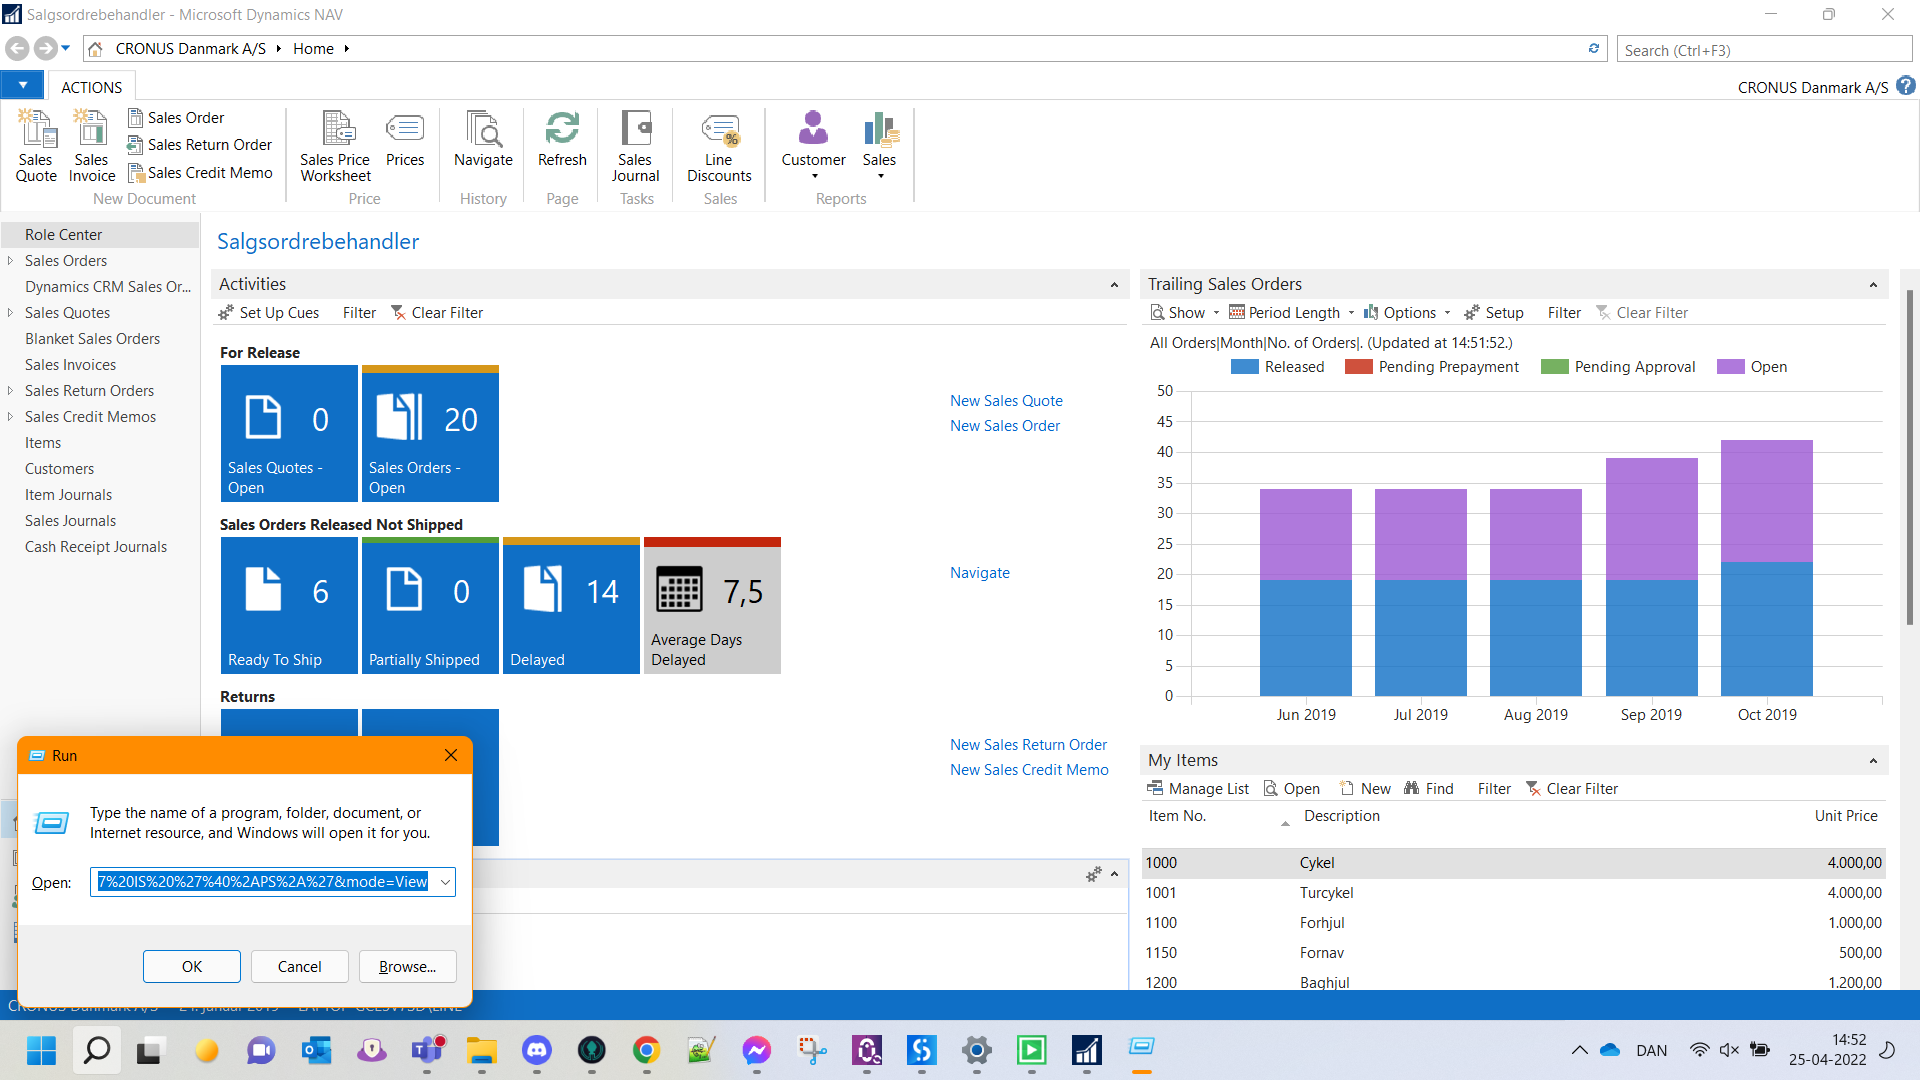 Salgsordrebehandler - Microsoft Dynamics NAV
CRONUS Danmark A/S
Home
Search (Ctrl+F3)
ACTIONS
CRONUS Danmark A/S
Sales Quote
Sales Invoice
Sales Order
Sales Return Order
Sales Credit Memo
New Document
Sales Price Worksheet
Prices
Price
Navigate
History
Refresh
Page
Sales Journal
Tasks
Line Discounts
Sales
Customer
Sales
Reports
Role Center
Sales Orders
Dynamics CRM Sales Or...
Sales Quotes
Blanket Sales Orders
Sales Invoices
Sales Return Orders
Sales Credit Memos
Items
Customers
Item Journals
Sales Journals
Cash Receipt Journals
Salgsordrebehandler
Activities
Set Up Cues
Filter
Clear Filter
For Release
0
Sales Quotes - Open
20
Sales Orders - Open
New Sales Quote
New Sales Order
Sales Orders Released Not Shipped
6
Ready To Ship
0
Partially Shipped
14
Delayed
7,5
Average Days Delayed
Navigate
Returns
New Sales Return Order
New Sales Credit Memo
Trailing Sales Orders
Show
Period Length
Options
Setup
Filter
Clear Filter
All Orders|Month|No. of Orders|. (Updated at 14:51:52.)
Released
Pending Prepayment
Pending Approval
Open
50
45
40
35
30
25
20
15
10
5
0
Jun 2019
Jul 2019
Aug 2019
Sep 2019
Oct 2019
My Items
Manage List
Open
New
Find
Filter
Clear Filter
Item No.
Description
Unit Price
1000 Cykel 4.000,00
1001 Turcykel 4.000,00
1100 Forhjul 1.000,00
1150 Fornav 500,00
1200 Baghjul 1.200,00
Run
Type the name of a program, folder, document, or
Internet resource, and Windows will open it for you.
Open:
7%20IS%20%27%40%2APS%2A%27&mode=View
OK
Cancel
Browse...
DAN
14:52
25-04-2022